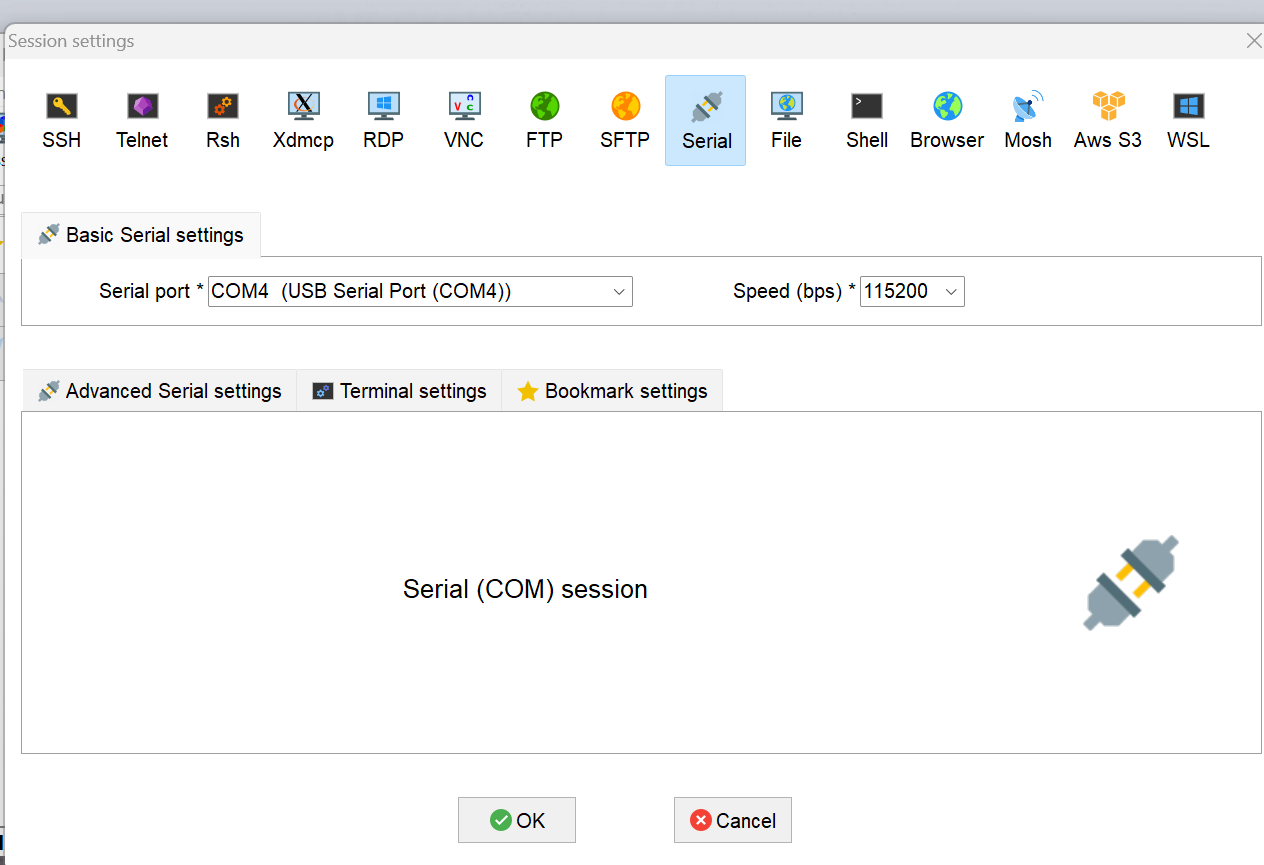 Session settings
SSH Telnet Rsh Xdmcp RDP VNC FTP SFTP Serial File Shell Browser Mosh Aws S3 WSL
Basic Serial settings
Serial port * COM4 (USB Serial Port (COM4)) Speed (bps) * 115200
Advanced Serial settings Terminal settings Bookmark settings
Serial (COM) session
OK Cancel